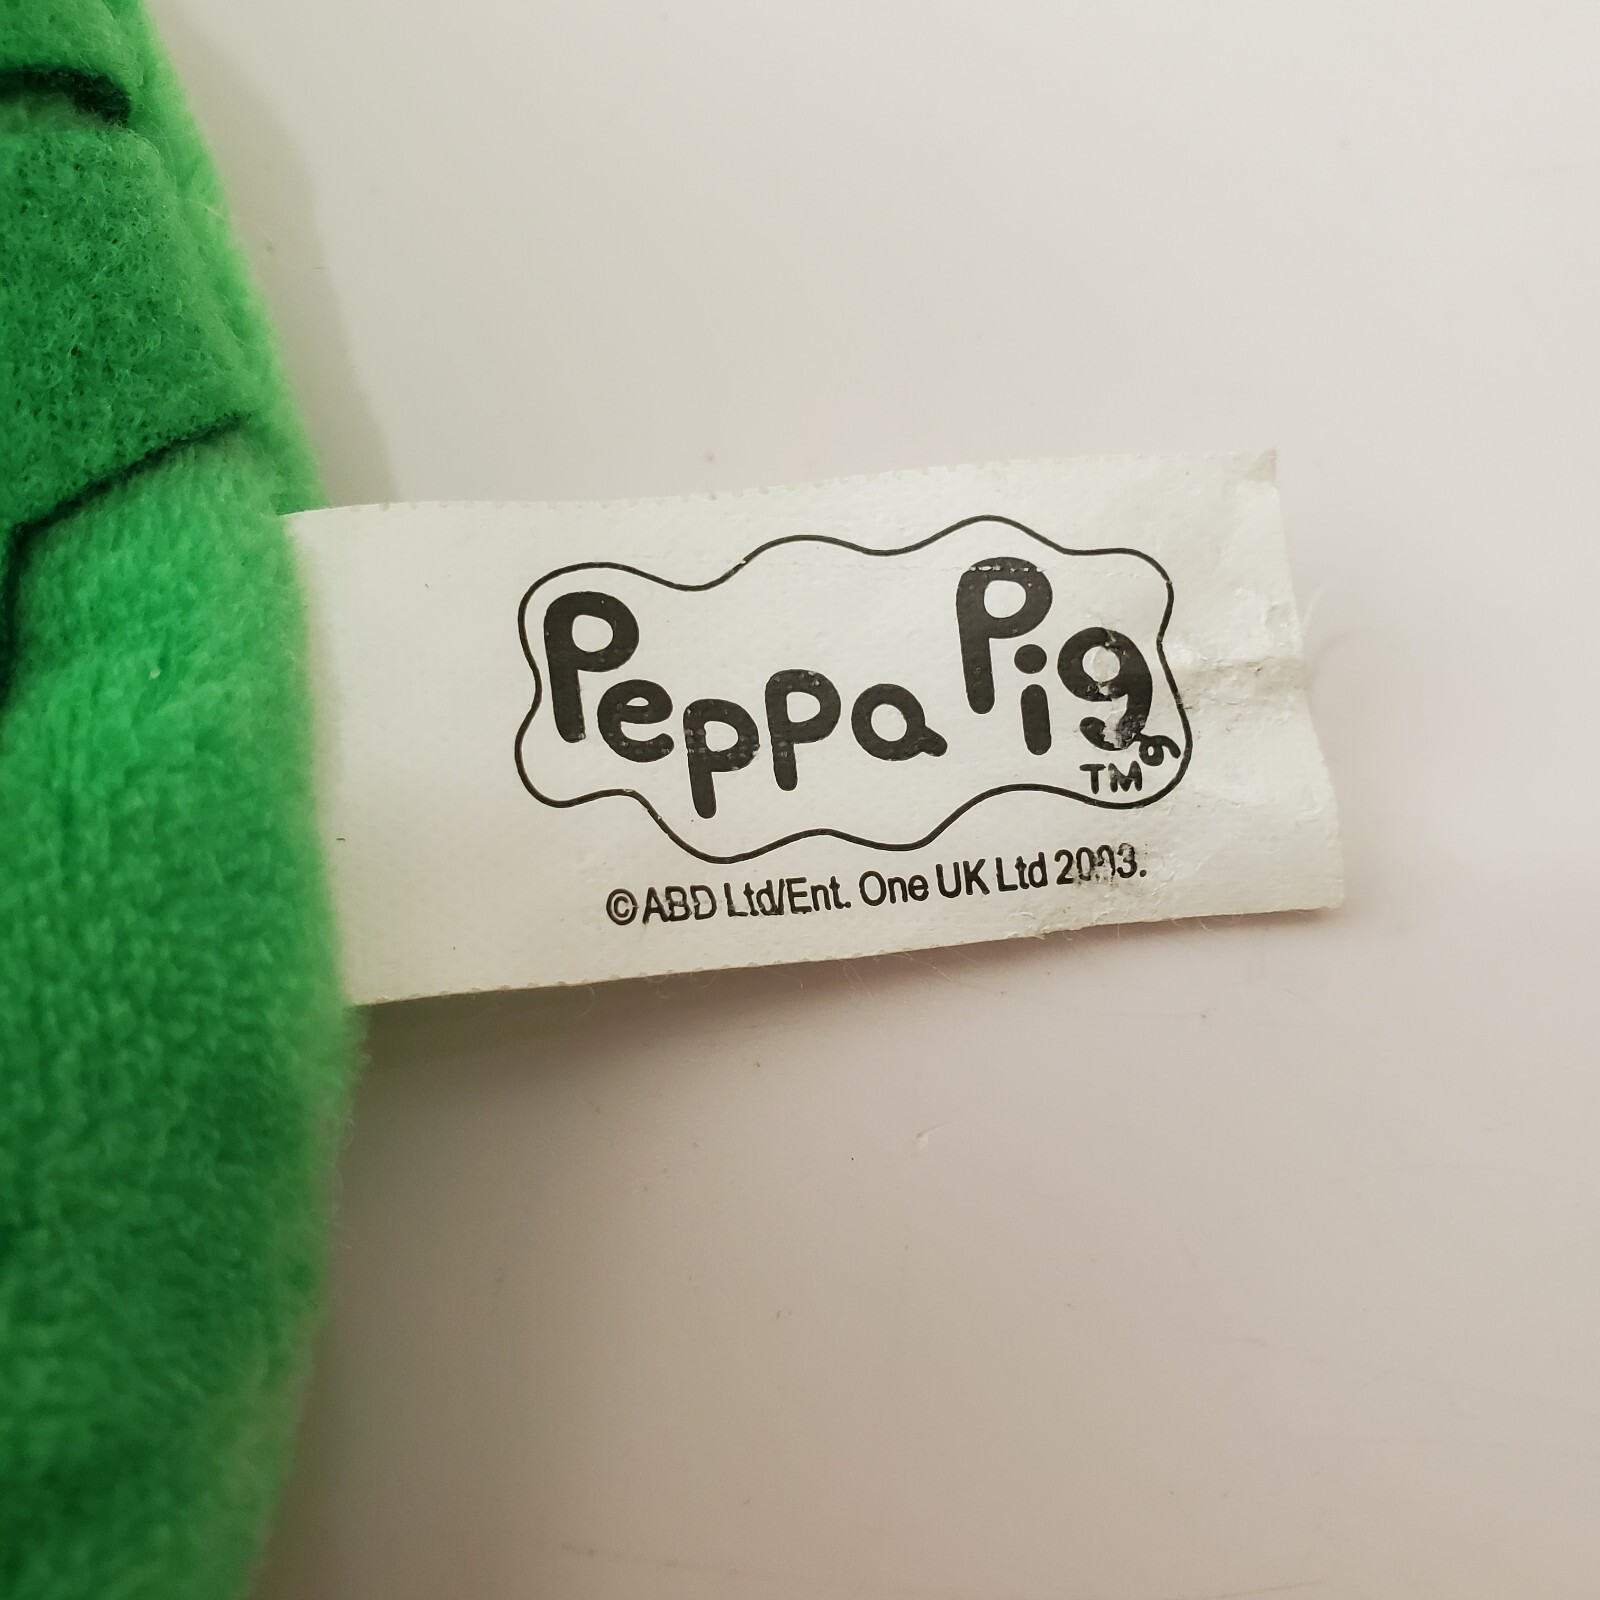 Peppa Pig
TM
©ABD Ltd/Ent. One UK Ltd 2003.